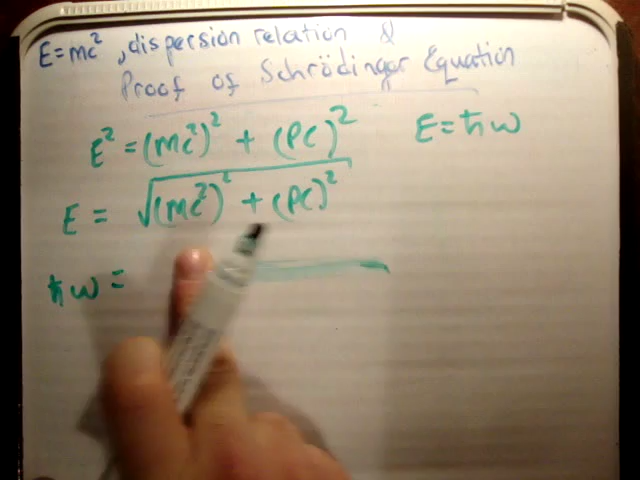 E=mc², dispersion relation &
Proof of Schrödinger Equation
E² = (mc²)² + (PC)²
E = ħω
E = √(mc²)² + (PC)²
ħω =